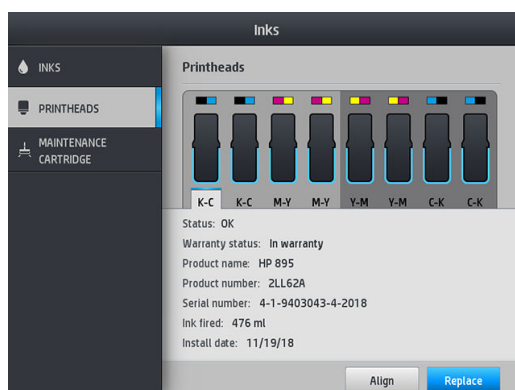 Inks
INKS
PRINTHEADS
MAINTENANCE
CARTRIDGE
Printheads
K-C K-C M-Y M-Y Y-M Y-M C-K C-K
Status: OK
Warranty status: In warranty
Product name: HP 895
Product number: 2LL62A
Serial number: 4-1-9403043-4-2018
Ink fired: 476 ml
Install date: 11/19/18
Align Replace